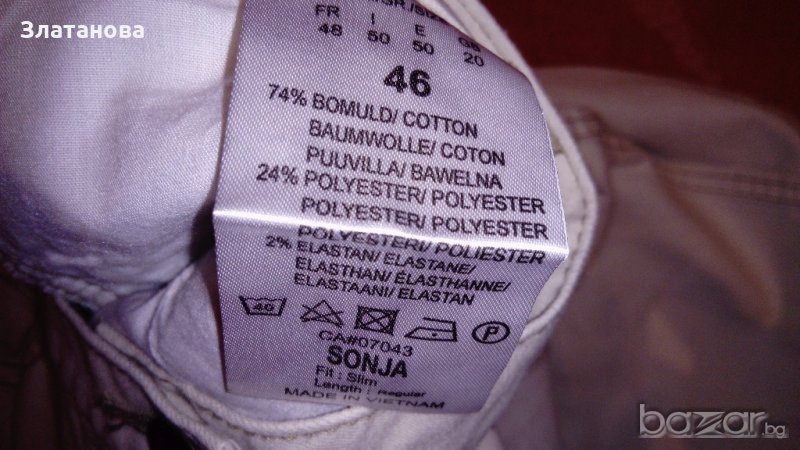 Златанова
FR I E GB
48 50 50 20
46
74% BOMULD/ COTTON
BAUMWOLLE/ COTON
PUUVILLA/ BAWELNA
24% POLYESTER/ POLYESTER
POLYESTER/ POLYESTER
POLYESTERI/ POLIESTER
2% ELASTAN/ ELASTANE/
ELASTHAN/ ÉLASTHANNE/
ELASTAANI/ ELASTAN
40 P
CA#07043
SONJA
Fit : Slim
Length : Regular
MADE IN VIETNAM
bazar.bg